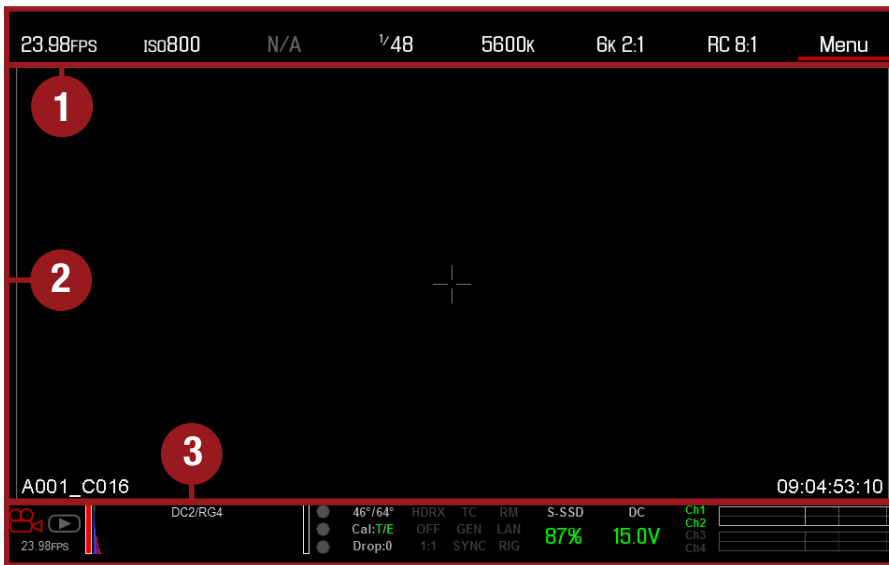 23.98FPS ISO800 N/A 1/48 5600K 6K 2:1 RC 8:1 Menu
1
2
3
A001_C016 09:04:53:10
DC2/RG4 46°/64° HDRX TC RM S-SSD DC Ch1
Cal:T/E OFF GEN LAN 87% 15.0V Ch2
23.98FPS Drop:0 1:1 SYNC RIG Ch3
Ch4